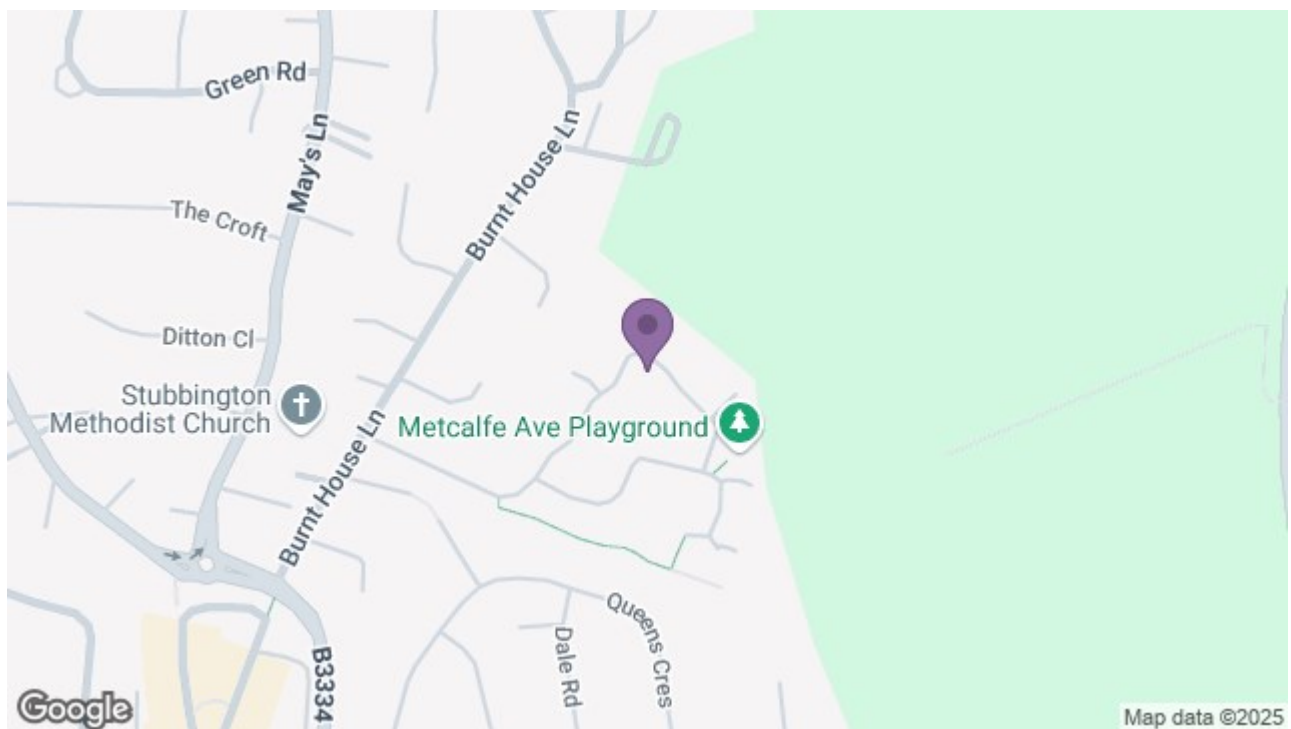 Green Rd
May's Ln
Burnt House Ln
The Croft
Ditton Cl
Stubbington
Methodist Church
Metcalfe Ave Playground
Burnt House Ln
Queens Cres
Dale Rd
B3334
Google
Map data ©2025